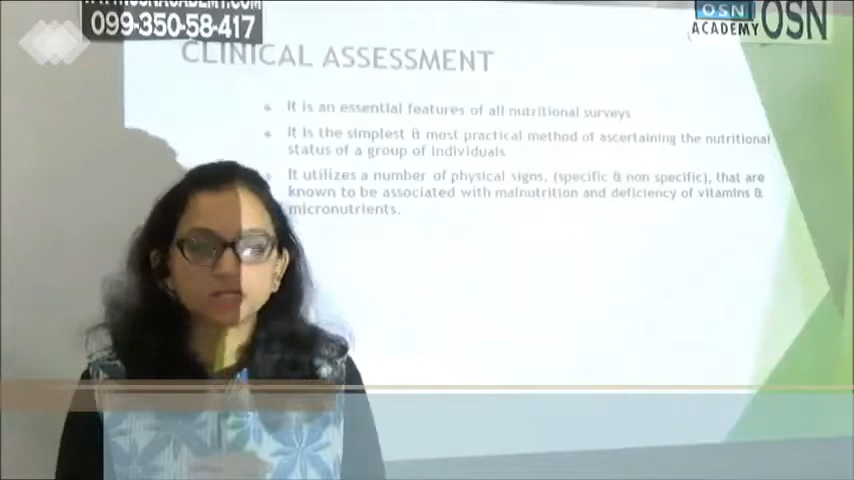 099-350-58-417
OSN
ACADEMY
OSN
CLINICAL ASSESSMENT
It is an essential features of all nutritional surveys
It is the simplest & most practical method of ascertaining the nutritional
status of a group of individuals
It utilizes a number of physical signs, (specific & non specific), that are
known to be associated with malnutrition and deficiency of vitamins &
micronutrients.